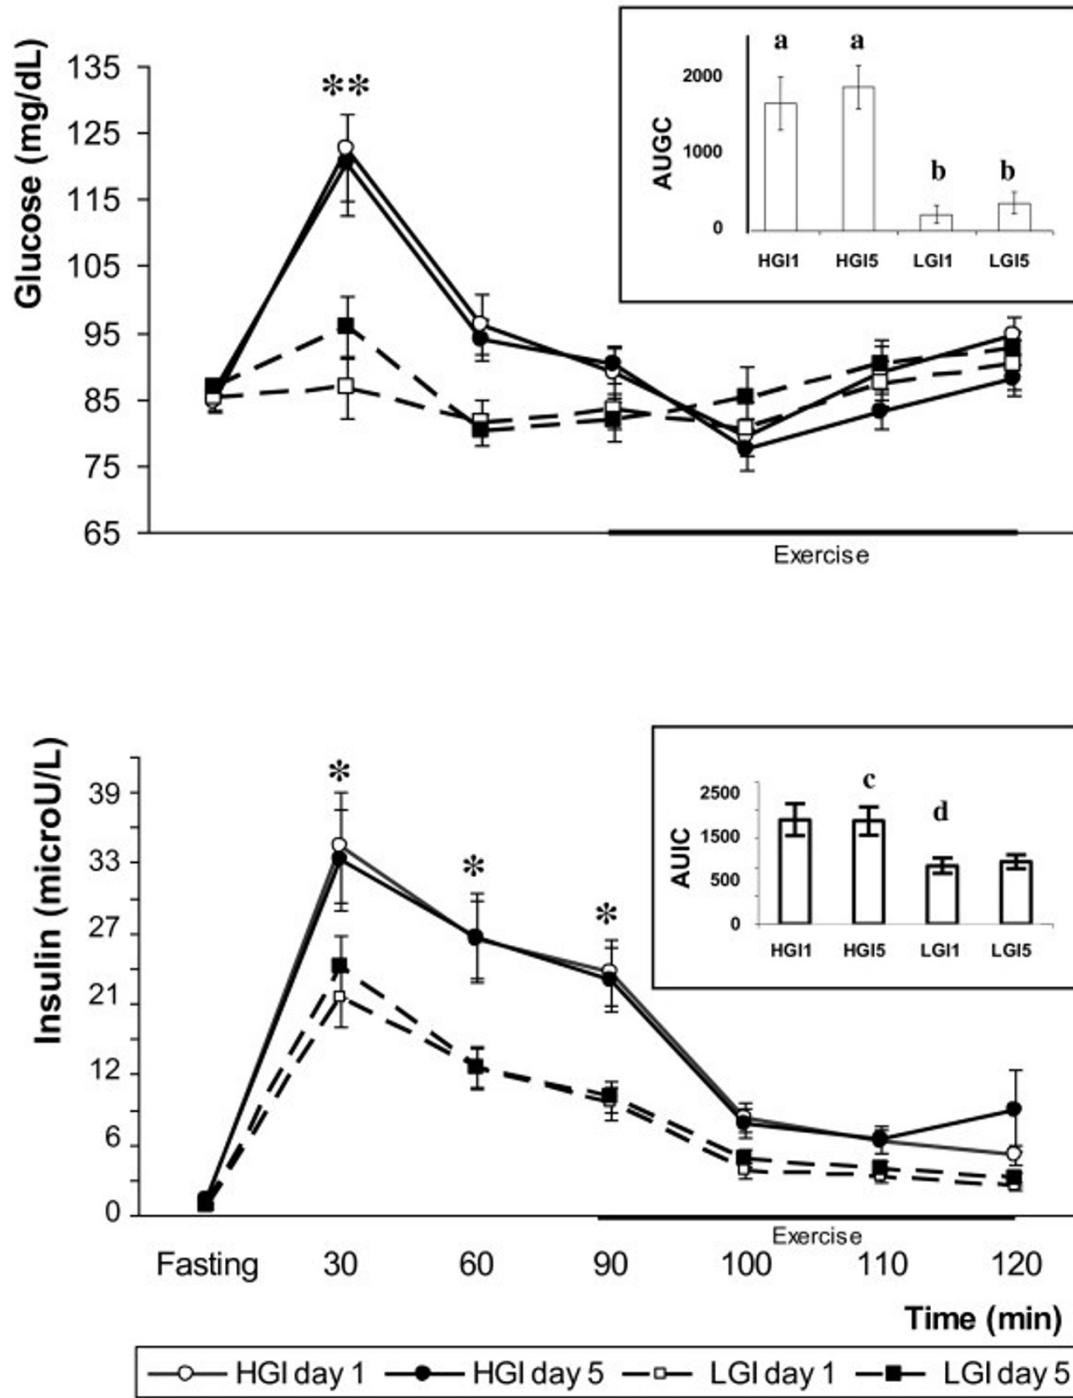 Glucose (mg/dL)
135
125
115
105
95
85
75
65
**
Exercise
AUGC
2000
1000
0
a a b b
HGI1 HGI5 LGI1 LGI5
Insulin (microU/L)
39
33
27
21
12
6
0
* * *
AUIC
2500
1500
500
0
c d
HGI1 HGI5 LGI1 LGI5
Exercise
Fasting 30 60 90 100 110 120
Time (min)
HGI day 1 HGI day 5 LGI day 1 LGI day 5